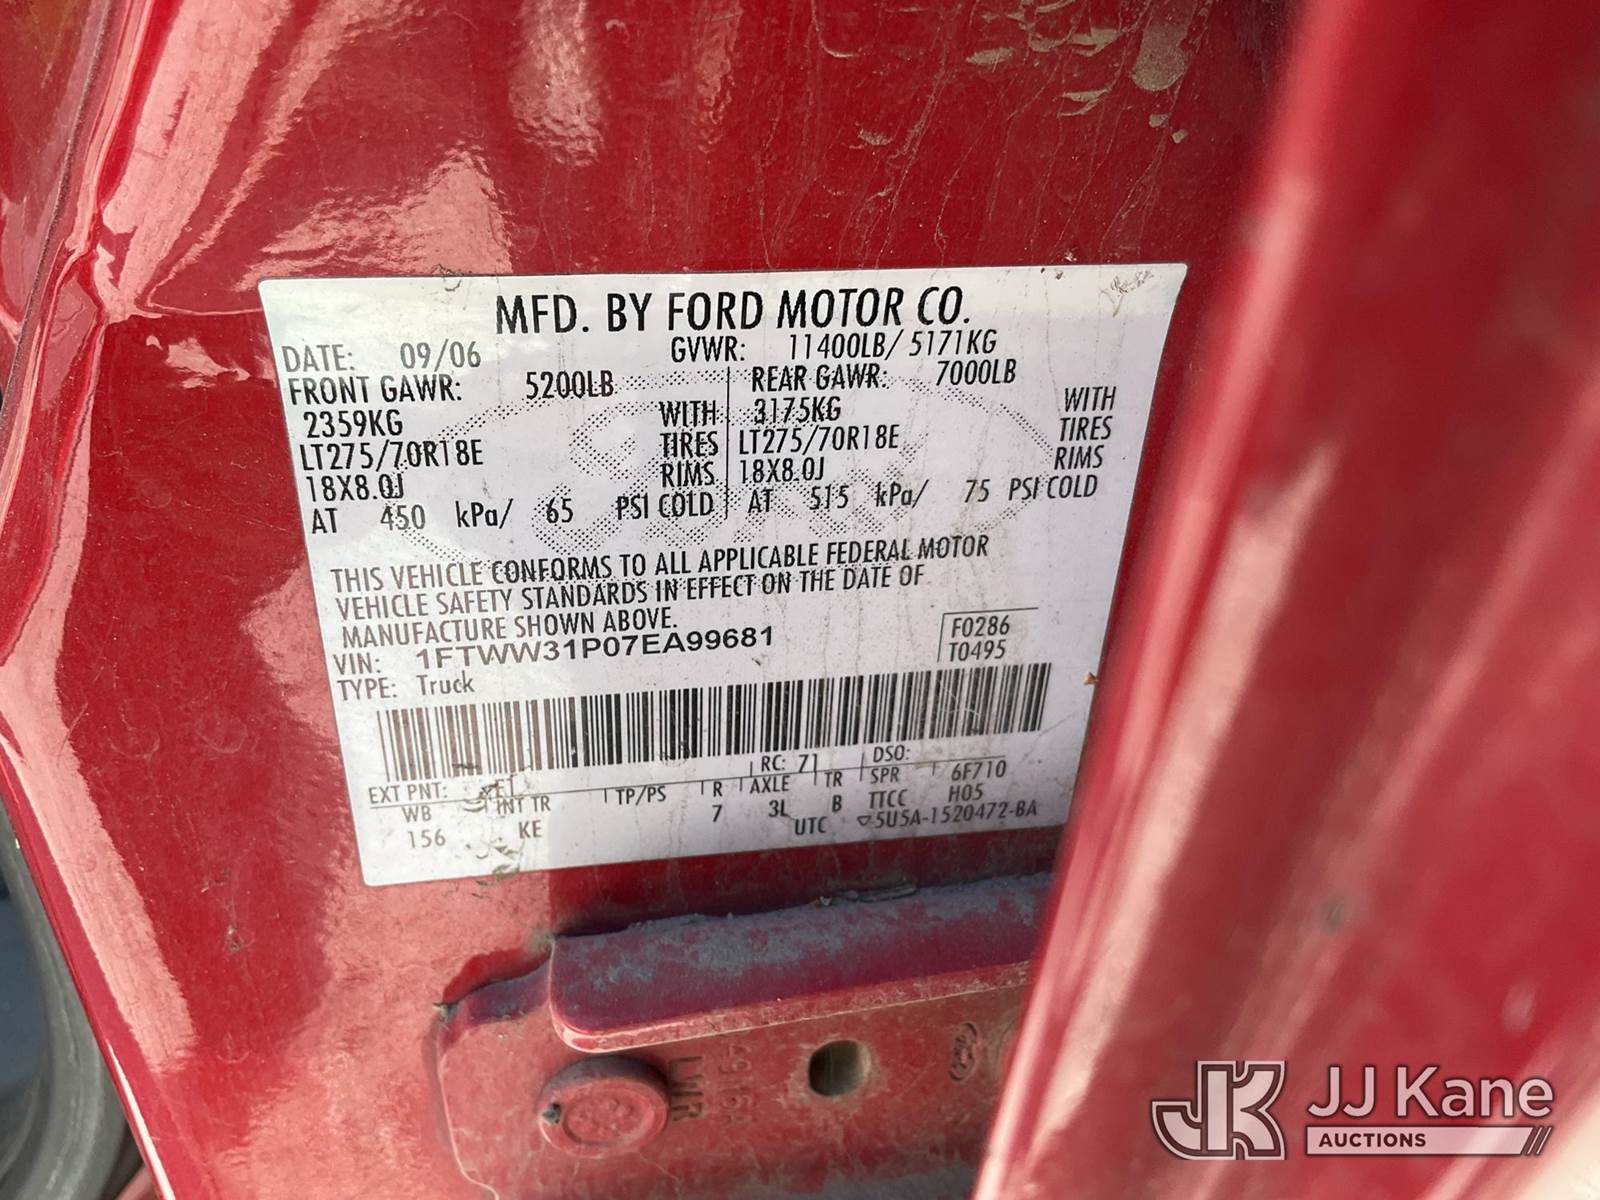 MFD. BY FORD MOTOR CO.
DATE: 09/06 GVWR: 11400LB/ 5171KG
FRONT GAWR: 5200LB REAR GAWR: 7000LB
2359KG WITH 3175KG WITH
LT275/70R18E TIRES LT275/70R18E TIRES
18X8.0J RIMS 18X8.0J RIMS
AT 450 kPa/ 65 PSI COLD AT 515 kPa/ 75 PSI COLD
THIS VEHICLE CONFORMS TO ALL APPLICABLE FEDERAL MOTOR
VEHICLE SAFETY STANDARDS IN EFFECT ON THE DATE OF
MANUFACTURE SHOWN ABOVE.
VIN: 1FTWW31P07EA99681 F0286
TYPE: Truck T0495
EXT PNT: RC: 71 DSO:
WB INT TR TP/PS R AXLE TR SPR 6F710
156 KE 7 3L B TTCC H05
UTC 5U5A-1520472-BA
LWR
JK JJ Kane
AUCTIONS